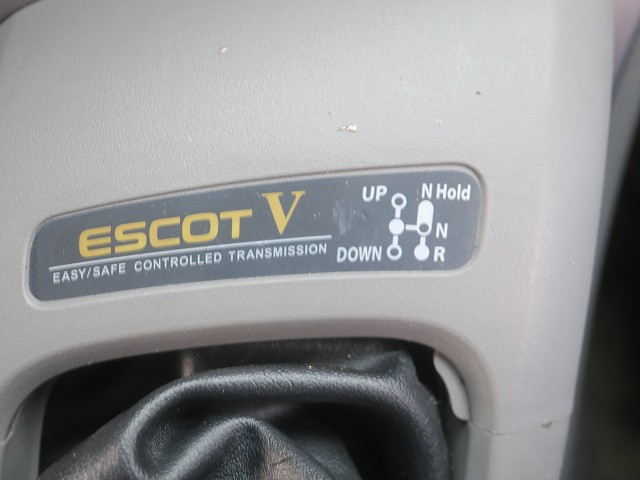 ESCOT V
EASY/SAFE CONTROLLED TRANSMISSION
UP N Hold
N
DOWN R